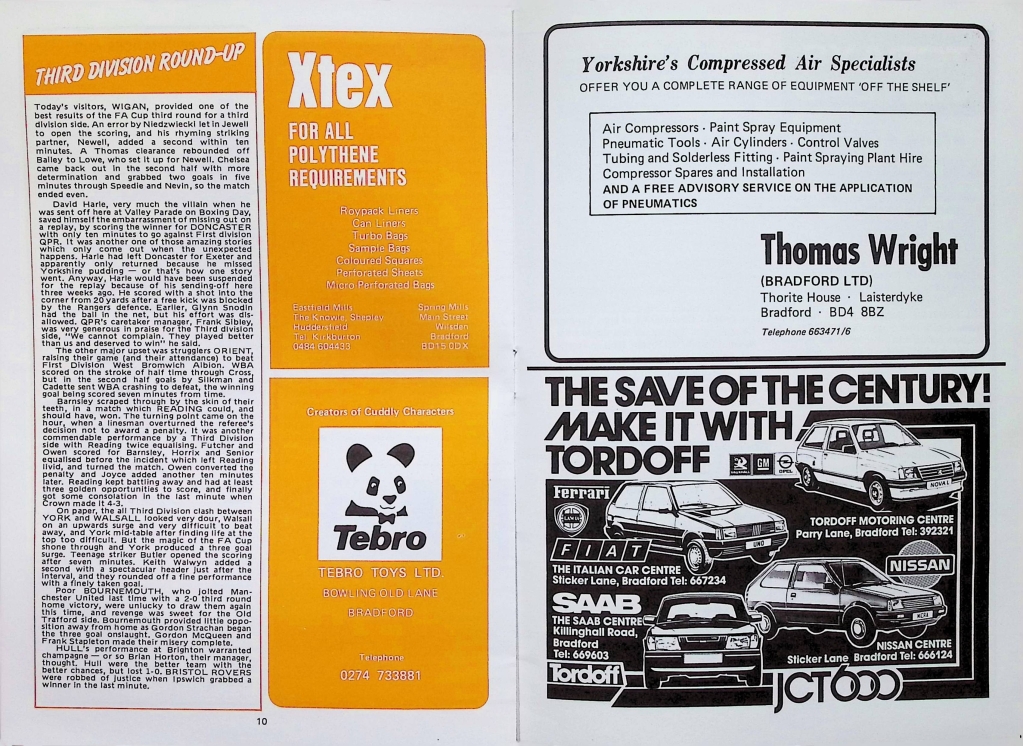 THIRD DIVISION ROUND-UP
Today's visitors, WIGAN, provided one of the
best results of the FA Cup third round for a third
division side. An error by Niedzwiecki let in Jewell
to open the scoring, and his rhyming striking
partner, Newell, added a second within ten
minutes. A Thomas clearance rebounded off
Bailey to Lowe, who set it up for Newell. Chelsea
came back out in the second half with more
determination and grabbed two goals in five
minutes through Speedie and Nevin, so the match
ended even.
David Harle, very much the villain when he
was sent off here at Valley Parade on Boxing Day,
saved himself the embarrassment of missing out on
a replay, by scoring the winner for DONCASTER
with only ten minutes to go against First division
QPR. It was another one of those amazing stories
which only come out when the unexpected
happens. Harle had left Doncaster for Exeter and
apparently only returned because he missed
Yorkshire pudding — or that's how one story
went. Anyway, Harle would have been suspended
for the replay because of his sending-off here
three weeks ago. He scored with a shot into the
corner from 20 yards after a free kick was blocked
by the Rangers defence. Earlier, Glynn Snodin
had the ball in the net, but his effort was dis-
allowed. QPR's caretaker manager, Frank Sibley,
was very generous in praise for the Third division
side, "We cannot complain. They played better
than us and deserved to win" he said.
The other major upset was strugglers ORIENT,
raising their game (and their attendance) to beat
First Division West Bromwich Albion. WBA
scored on the stroke of half time through Cross,
but in the second half goals by Silkman and
Cadette sent WBA crashing to defeat, the winning
goal being scored seven minutes from time.
Barnsley scraped through by the skin of their
teeth, in a match which READING could, and
should have, won. The turning point came on the
hour, when a linesman overturned the referee's
decision not to award a penalty. It was another
commendable performance by a Third Division
side with Reading twice equalising. Futcher and
Owen scored for Barnsley, Horrix and Senior
equalised before the incident which left Reading
livid, and turned the match. Owen converted the
penalty and Joyce added another ten minutes
later. Reading kept battling away and had at least
three golden opportunities to score, and finally
got some consolation in the last minute when
Crown made it 4-3.
On paper, the all Third Division clash between
YORK and WALSALL looked very dour, Walsall
on an upwards surge and very difficult to beat
away, and York mid-table after finding life at the
top too difficult. But the magic of the FA Cup
shone through and York produced a three goal
surge. Teenage striker Butler opened the scoring
after seven minutes. Keith Walwyn added a
second with a spectacular header just after the
interval, and they rounded off a fine performance
with a finely taken goal.
Poor BOURNEMOUTH, who jolted Man-
chester United last time with a 2-0 third round
home victory, were unlucky to draw them again
this time, and revenge was sweet for the Old
Trafford side. Bournemouth provided little oppo-
sition away from home as Gordon Strachan began
the three goal onslaught. Gordon McQueen and
Frank Stapleton made their misery complete.
HULL'S performance at Brighton warranted
champagne — or so Brian Horton, their manager,
thought. Hull were the better team with the
better chances, but lost 1-0. BRISTOL ROVERS
were robbed of justice when Ipswich grabbed a
winner in the last minute.
10
Xtex
FOR ALL
POLYTHENE
REQUIREMENTS
Roypack Liners
Can Liners
Turbo Bags
Sample Bags
Coloured Squares
Perforated Sheets
Micro Perforated Bags
Eastfield Mills
The Knowle, Shepley
Huddersfield
Tel. Kirkburton
0484 604433
Spring Mills
Main Street
Wilsden
Bradford
BD15 0DX
Creators of Cuddly Characters
Tebro
TEBRO TOYS LTD.
BOWLING OLD LANE
BRADFORD
Telephone
0274 733881
Yorkshire's Compressed Air Specialists
OFFER YOU A COMPLETE RANGE OF EQUIPMENT 'OFF THE SHELF'
Air Compressors · Paint Spray Equipment
Pneumatic Tools · Air Cylinders · Control Valves
Tubing and Solderless Fitting · Paint Spraying Plant Hire
Compressor Spares and Installation
AND A FREE ADVISORY SERVICE ON THE APPLICATION
OF PNEUMATICS
Thomas Wright
(BRADFORD LTD)
Thorite House · Laisterdyke
Bradford · BD4 8BZ
Telephone 663471/6
THE SAVE OF THE CENTURY!
MAKE IT WITH
TORDOFF
VAUXHALL
GM
OPEL
NOVA L
TORDOFF MOTORING CENTRE
Parry Lane, Bradford Tel: 392321
Ferrari
LANCIA
FIAT
UNO
THE ITALIAN CAR CENTRE
Sticker Lane, Bradford Tel: 667234
NISSAN
MICRA
NISSAN CENTRE
Sticker Lane Bradford Tel: 666124
SAAB
THE SAAB CENTRE
Killinghall Road,
Bradford
Tel: 669603
Tordoff
JCT600